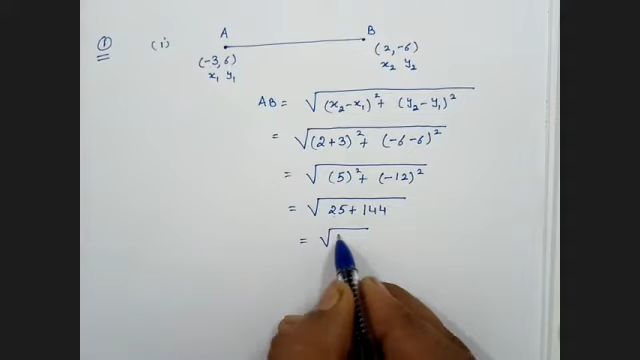 ① (i) A B
(-3, 6) (2, -6)
x₁ y₁ x₂ y₂
AB = √(x₂-x₁)² + (y₂-y₁)²
= √(2+3)² + (-6-6)²
= √(5)² + (-12)²
= √25 + 144
= √